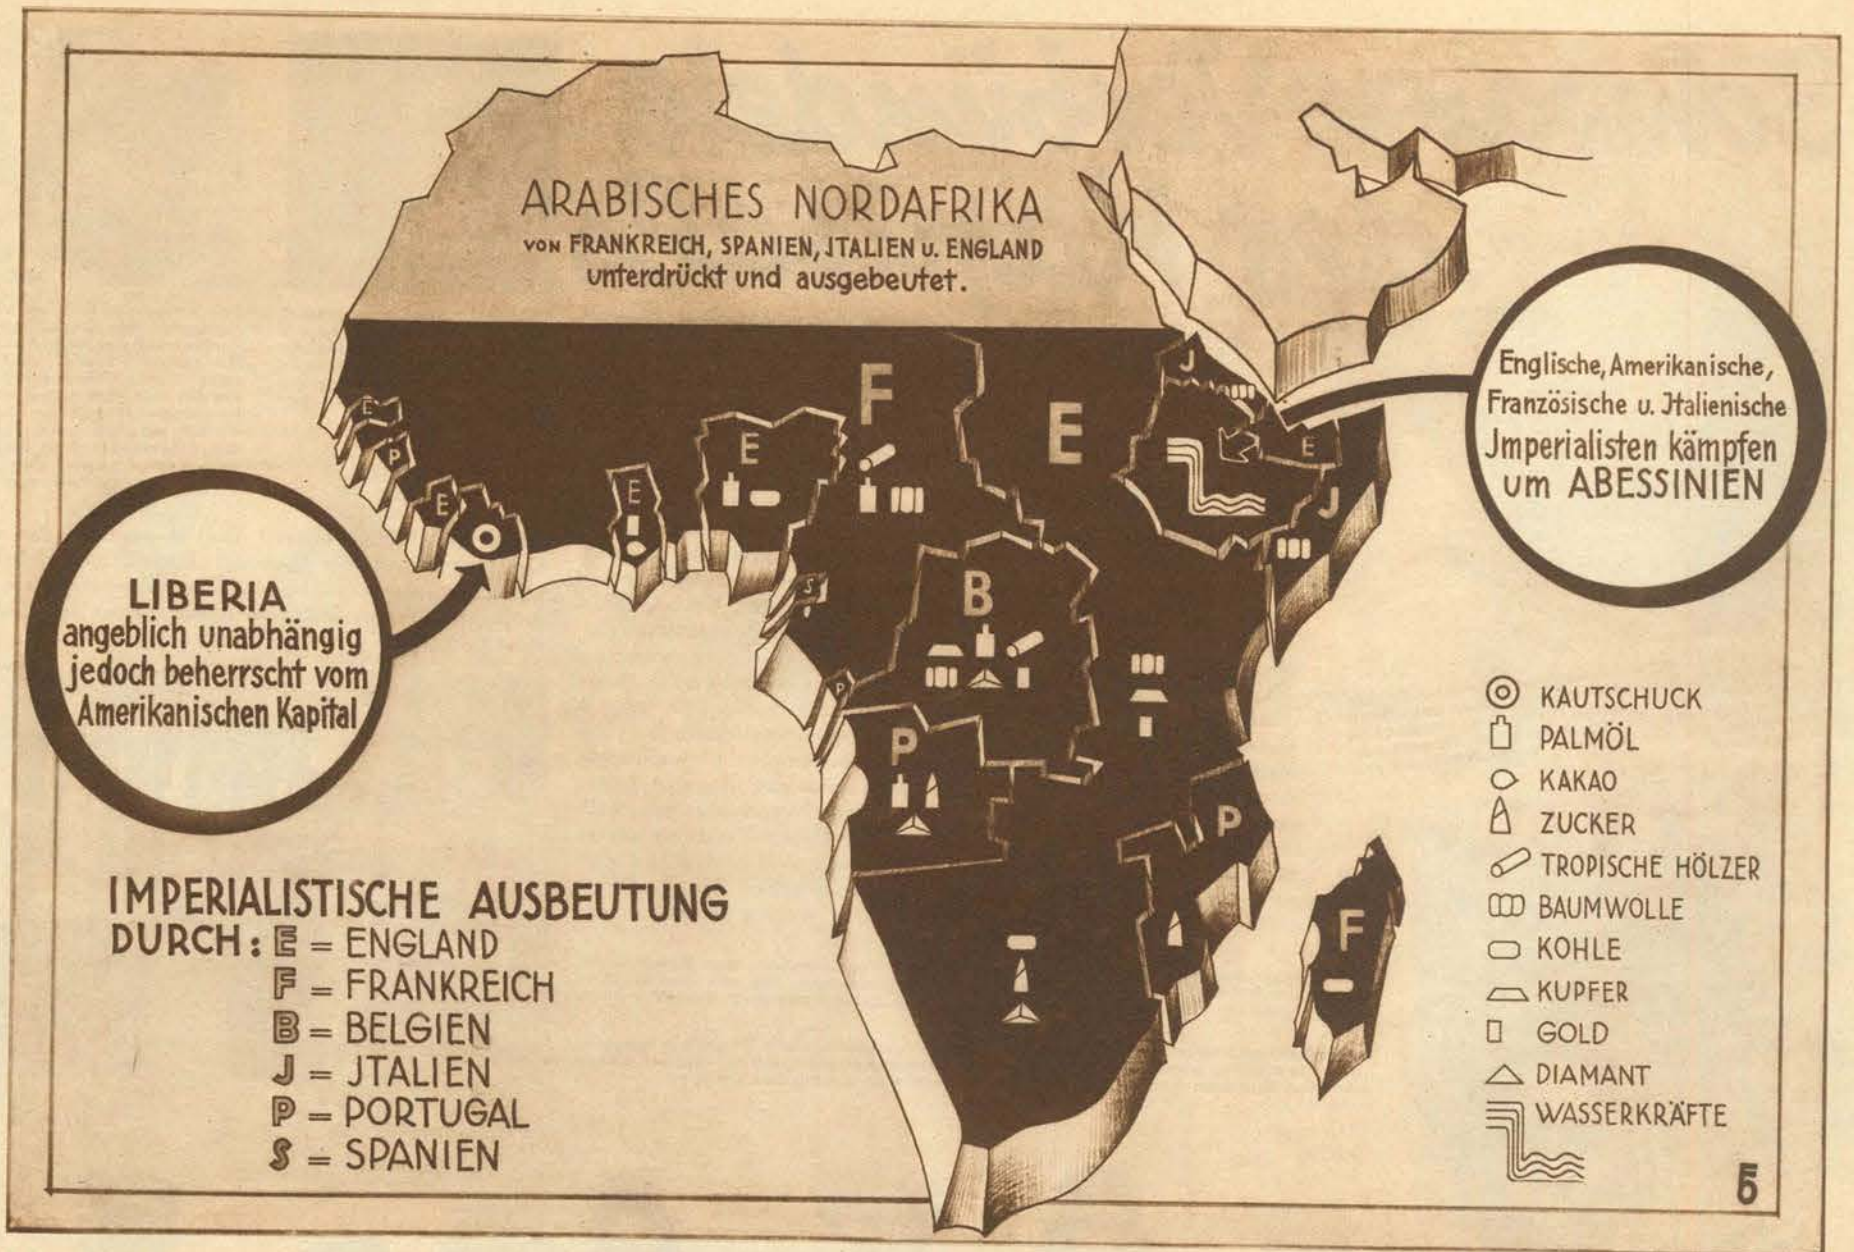 ARABISCHES NORDAFRIKA
VON FRANKREICH, SPANIEN, JTALIEN U. ENGLAND
unterdrückt und ausgebeutet.
Englische, Amerikanische,
Französische u. Jtalienische
Jmperialisten kämpfen
um ABESSINIEN
LIBERIA
angeblich unabhängig
jedoch beherrscht vom
Amerikanischen Kapital
J
F
E
E
E
E
P
E
E
J
S
B
P
P
P
F
IMPERIALISTISCHE AUSBEUTUNG
DURCH: E = ENGLAND
F = FRANKREICH
B = BELGIEN
J = JTALIEN
P = PORTUGAL
S = SPANIEN
KAUTSCHUCK
PALMÖL
KAKAO
ZUCKER
TROPISCHE HÖLZER
BAUMWOLLE
KOHLE
KUPFER
GOLD
DIAMANT
WASSERKRÄFTE
5